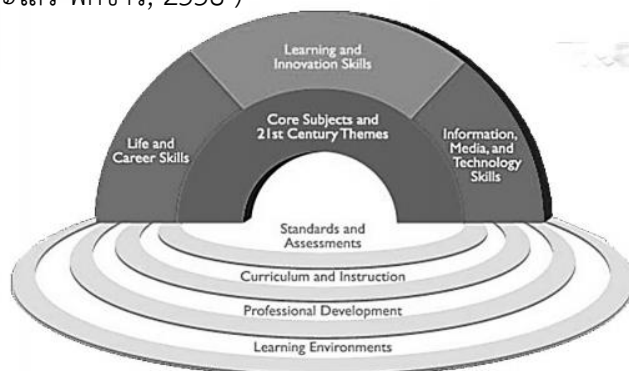 2558 )
Learning and
Innovation Skills
Core Subjects and
21st Century Themes
Life and
Career Skills
Information,
Media, and
Technology
Skills
Standards and
Assessments
Curriculum and Instruction
Professional Development
Learning Environments